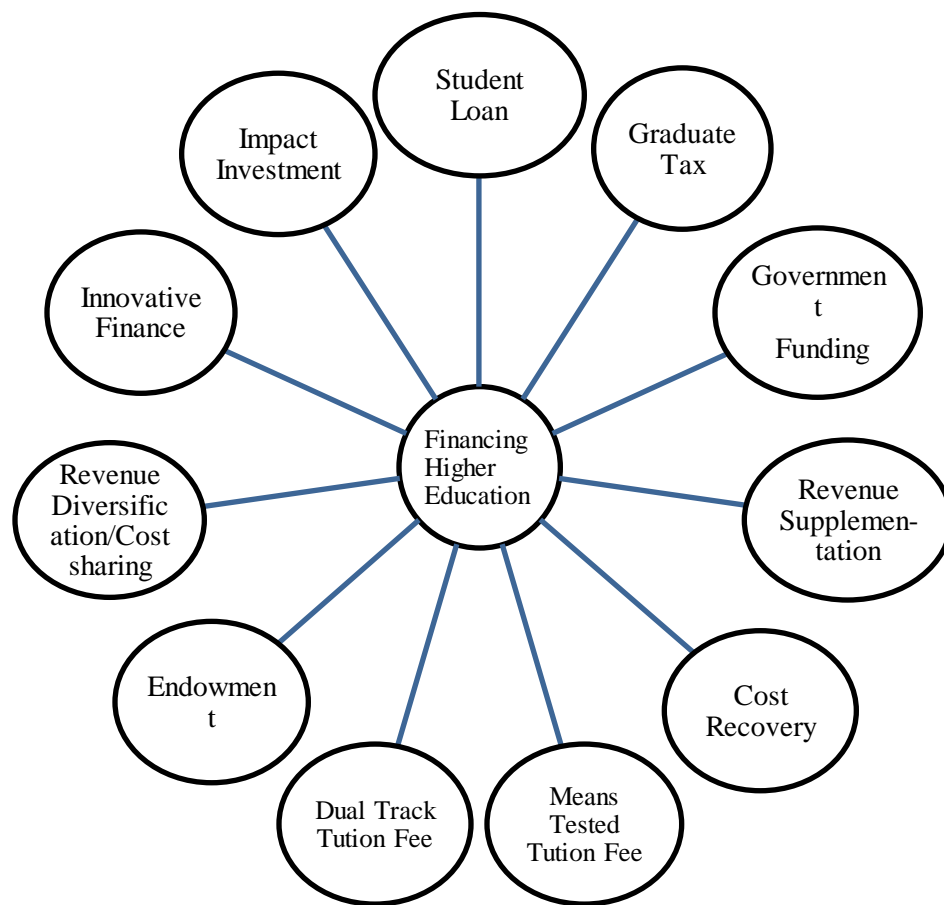 Student
Loan
Graduate
Tax
Impact
Investment
Governmen
t
Funding
Innovative
Finance
Financing
Higher
Education
Revenue
Diversific
ation/Cost
sharing
Revenue
Supplemen-
tation
Endowmen
t
Cost
Recovery
Dual Track
Tution Fee
Means
Tested
Tution Fee